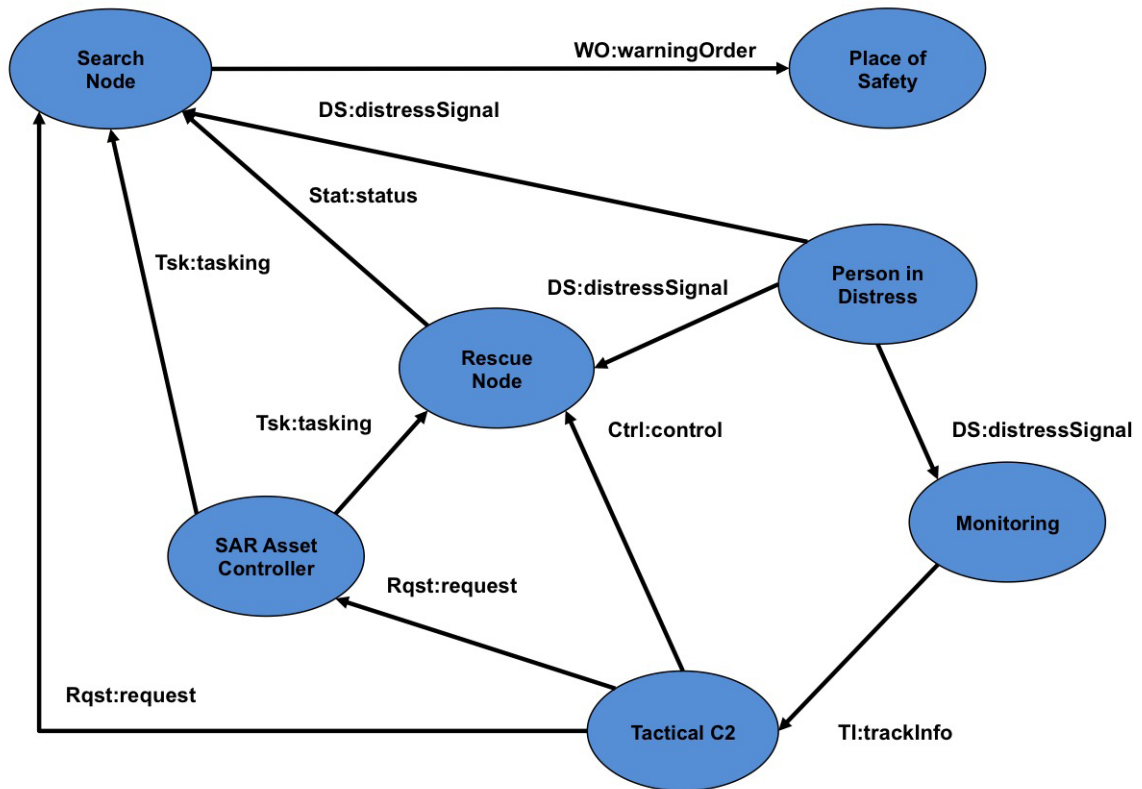 Search
Node
WO:warningOrder
Place of
Safety
DS:distressSignal
Stat:status
Tsk:tasking
Person in
Distress
DS:distressSignal
Rescue
Node
Tsk:tasking
Ctrl:control
DS:distressSignal
Monitoring
SAR Asset
Controller
Rqst:request
Rqst:request
Tactical C2
TI:trackInfo